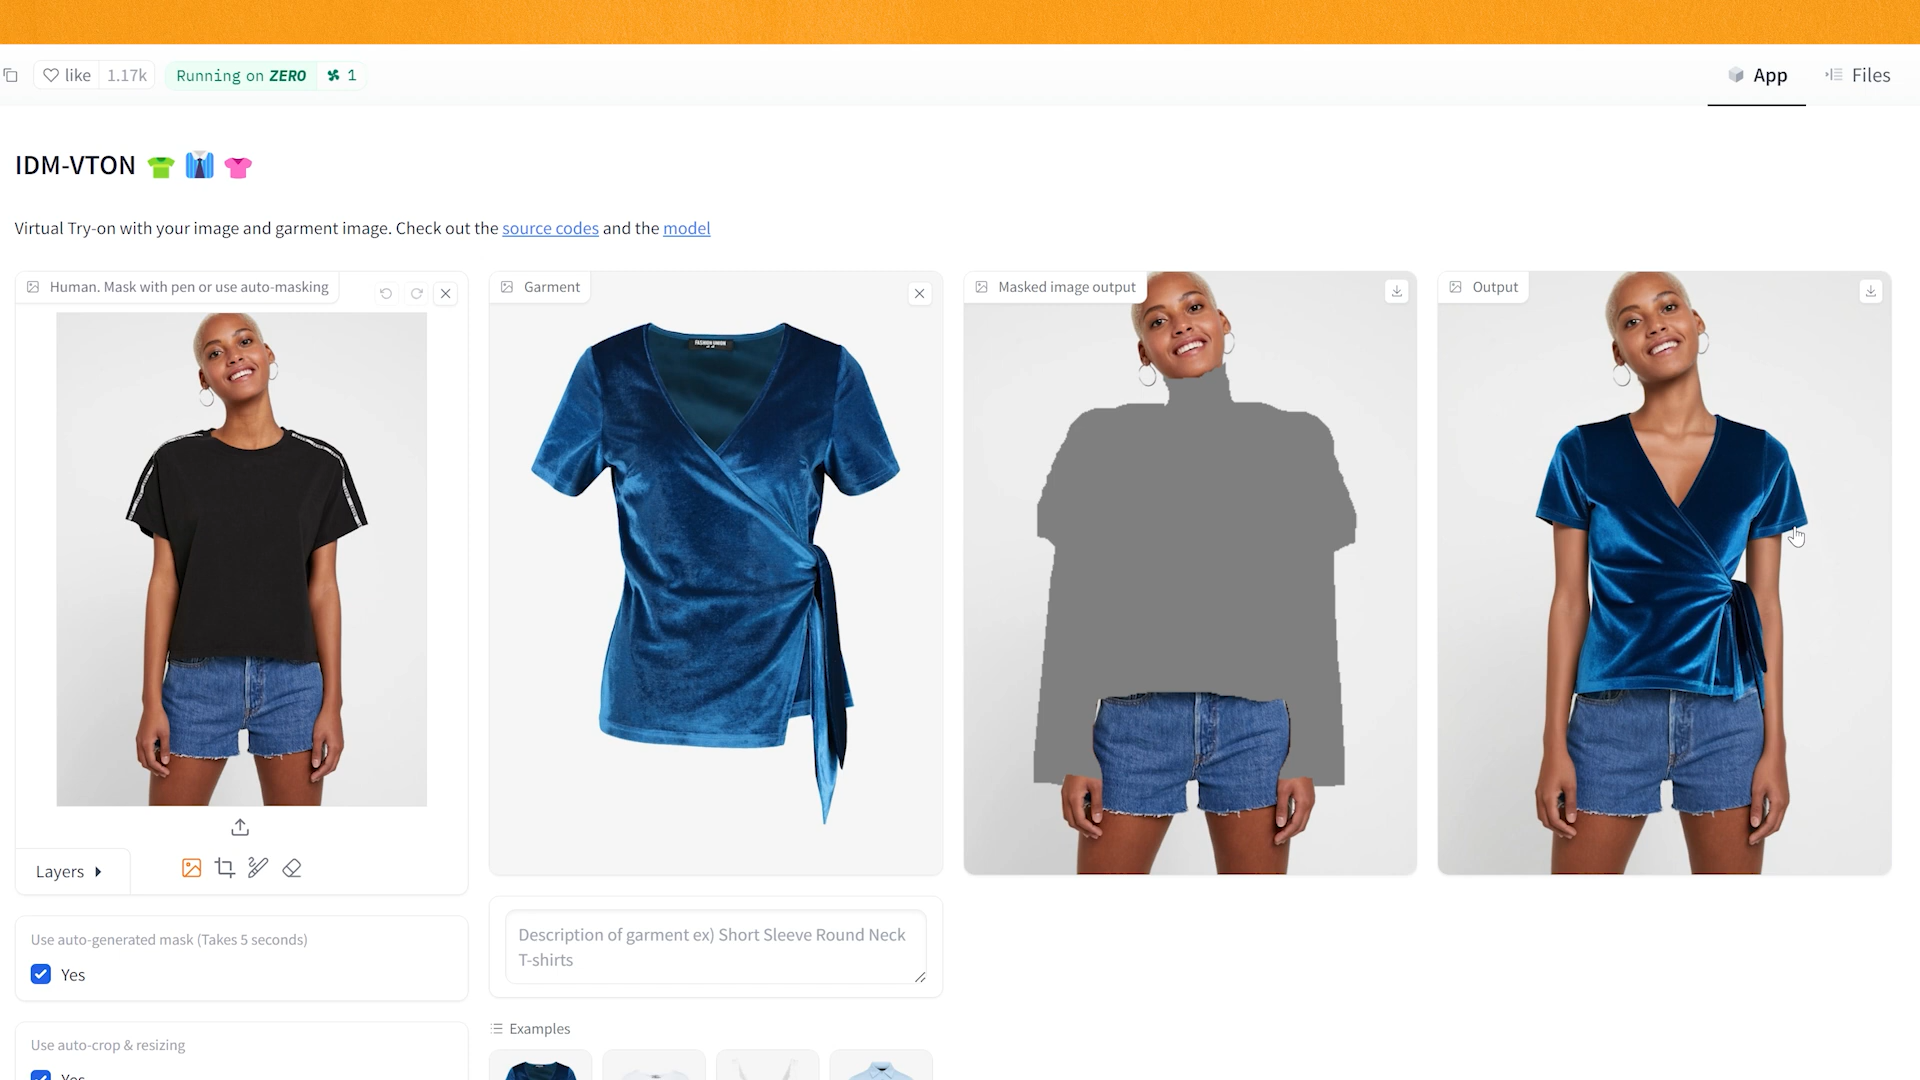 like 1.17k
Running on ZERO 1
App
Files
IDM-VTON
Virtual Try-on with your image and garment image. Check out the source codes and the model
Human. Mask with pen or use auto-masking
Garment
FASHION UNION
Masked image output
Output
Layers
Use auto-generated mask (Takes 5 seconds)
Yes
Description of garment ex) Short Sleeve Round Neck
T-shirts
Use auto-crop & resizing
Yes
Examples